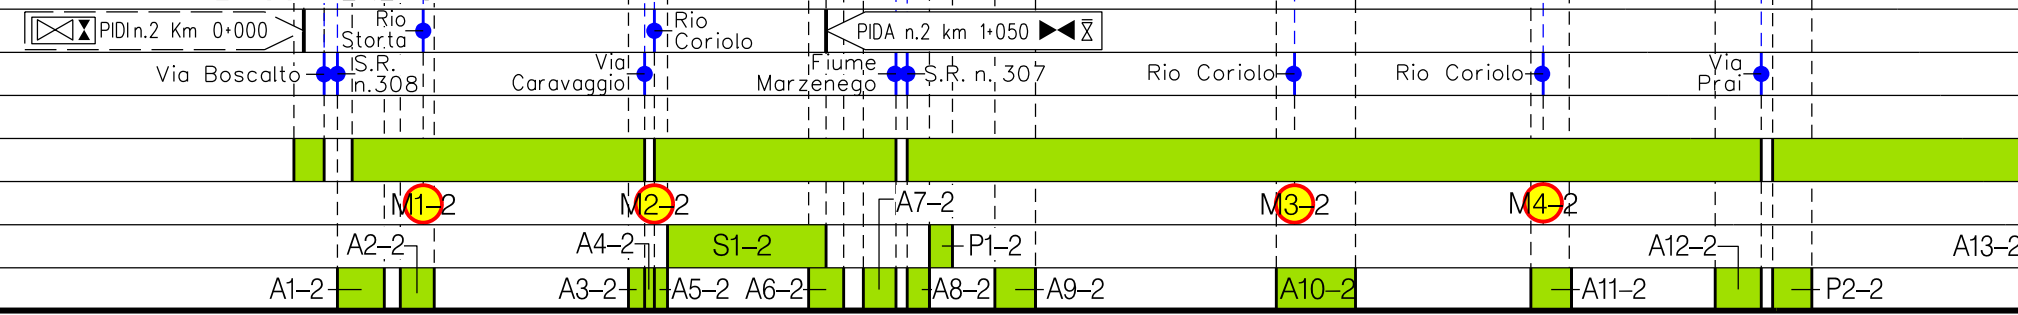 PIDI n.2 Km 0+000
Rio
Storta
Rio
Coriolo
PIDA n.2 km 1+050
Via Boscalto
S.R.
n.308
Via
Caravaggio
Fiume
Marzenego
S.R. n. 307
Rio Coriolo
Rio Coriolo
Via
Prai
M1-2
M2-2
A7-2
M3-2
M4-2
A2-2
A4-2
S1-2
P1-2
A12-2
A13-2
A1-2
A3-2
A5-2
A6-2
A8-2
A9-2
A10-2
A11-2
P2-2